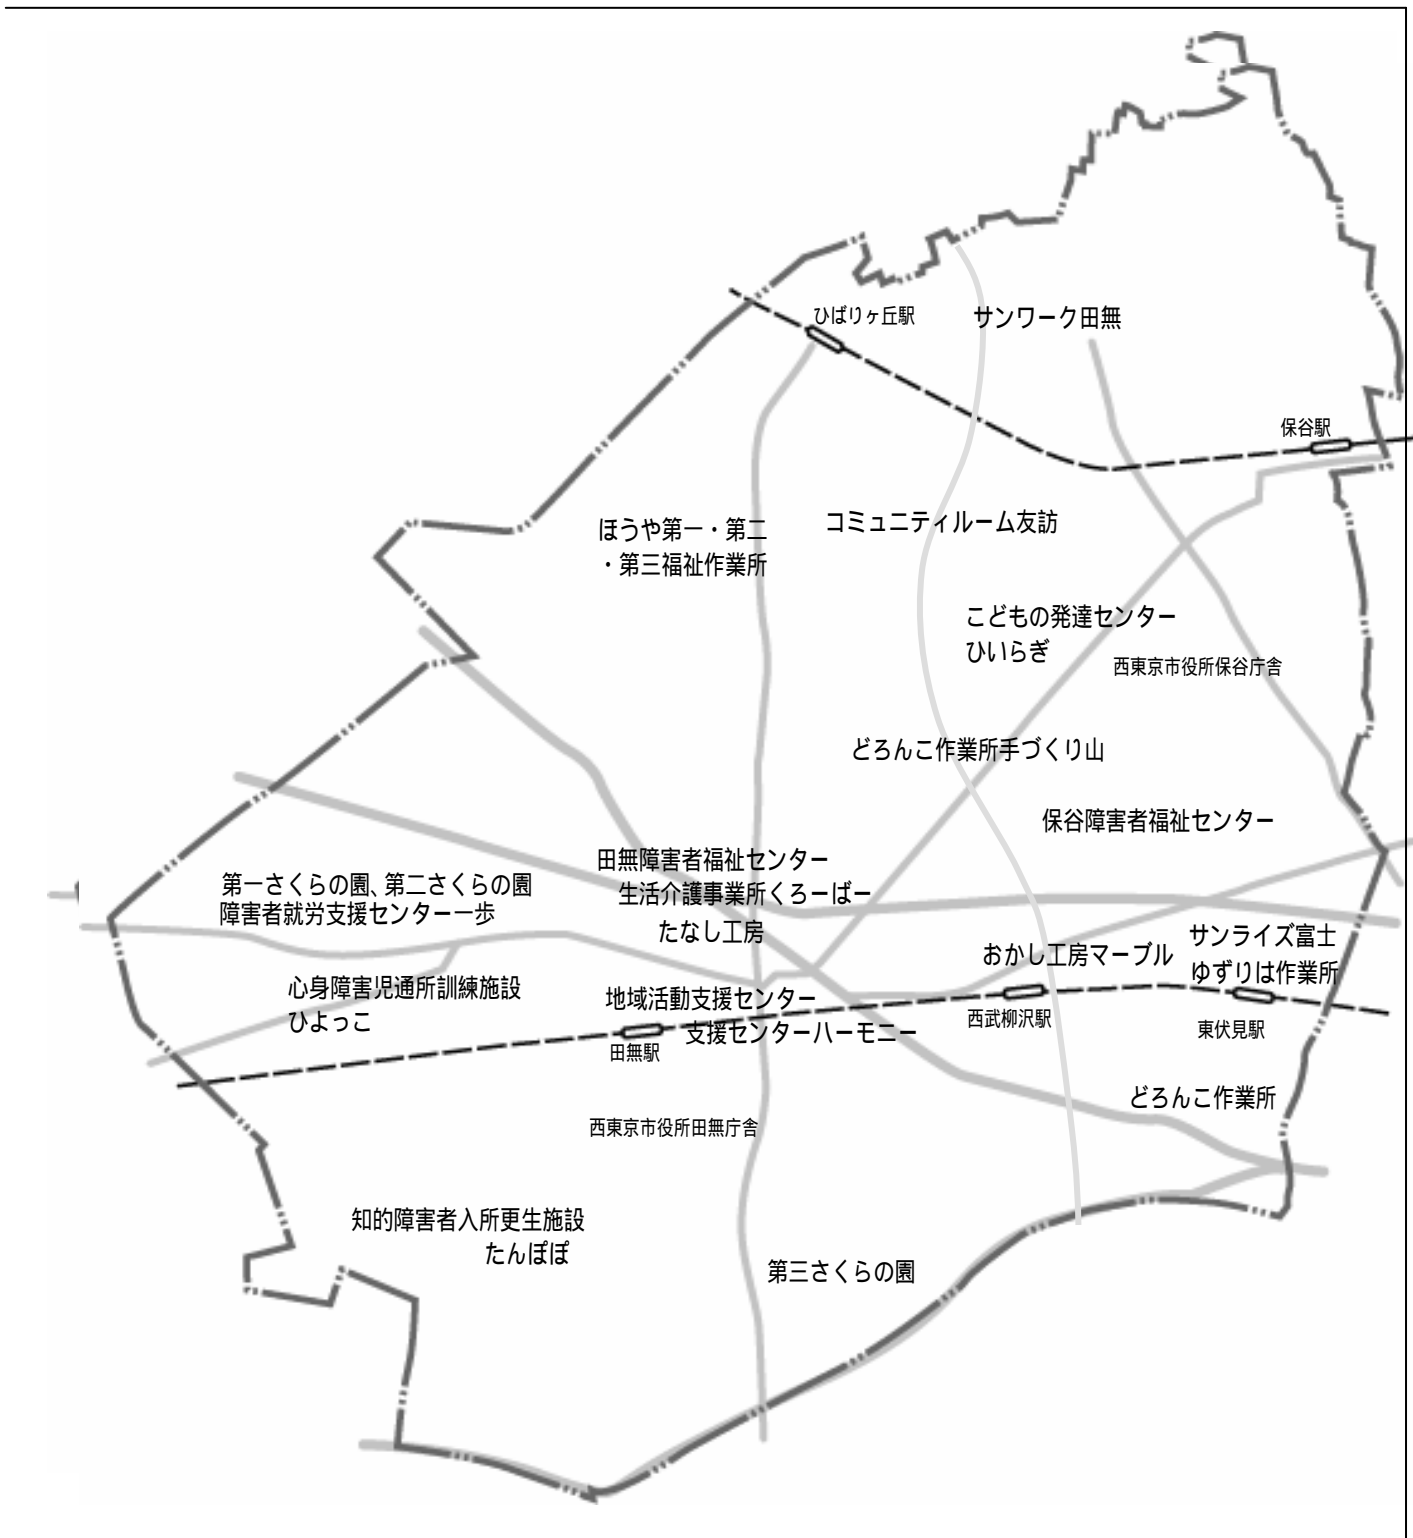 ひばりヶ丘駅
サンワーク田無
保谷駅
ほうや第一・第二
・第三福祉作業所
コミュニティルーム友訪
こどもの発達センター
ひいらぎ
西東京市役所保谷庁舎
どろんこ作業所手づくり山
保谷障害者福祉センター
田無障害者福祉センター
生活介護事業所くろーばー
たなし工房
第一さくらの園、第二さくらの園
障害者就労支援センター一歩
サンライズ富士
ゆずりは作業所
おかし工房マーブル
心身障害児通所訓練施設
ひよっこ
地域活動支援センター
支援センターハーモニー
西武柳沢駅
東伏見駅
田無駅
どろんこ作業所
西東京市役所田無庁舎
知的障害者入所更生施設
たんぽぽ
第三さくらの園